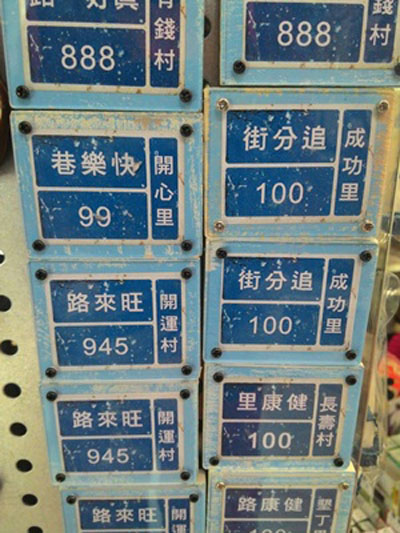 有錢村
888
錢村
888
開心里
快樂巷
99
成功里
追分街
100
開運村
旺來路
945
成功里
追分街
100
開運村
旺來路
945
長壽村
健康里
100
開運
旺來路
墾丁
健康路